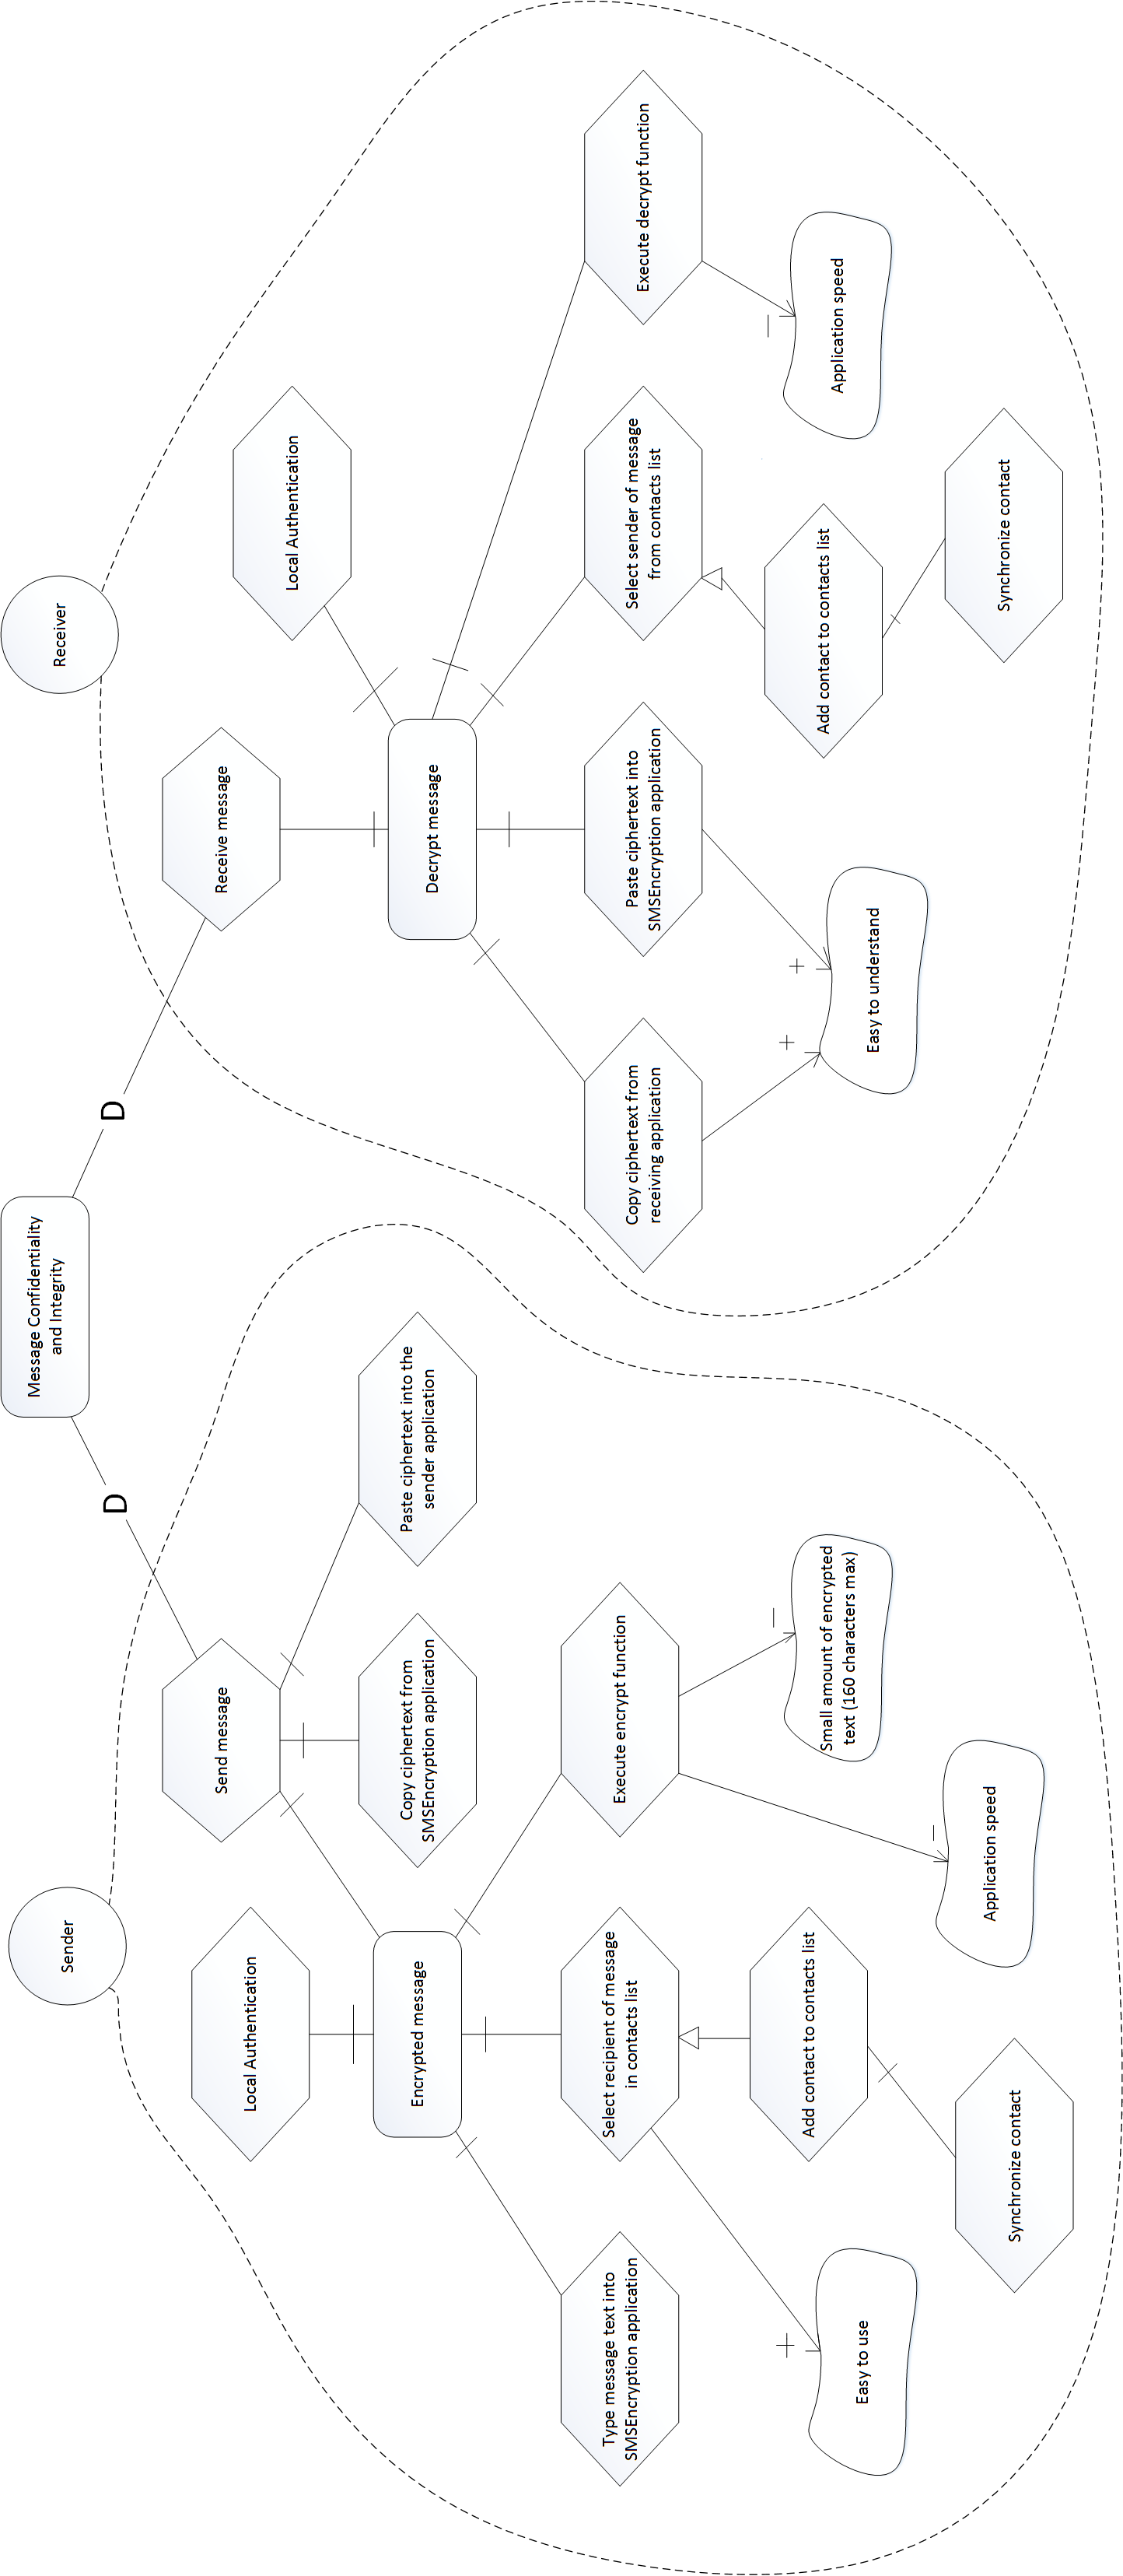 Message Confidentiality
and Integrity
D
D
Sender
Send message
Local Authentication
Encrypted message
Copy ciphertext from
SMSEncryption application
Paste ciphertext into the
sender application
Type message text into
SMSEncryption application
Select recipient of message
in contacts list
Execute encrypt function
Easy to use
+
Add contact to contacts list
Synchronize contact
Application speed
–
Small amount of encrypted
text (160 characters max)
–
Receiver
Receive message
Local Authentication
Decrypt message
Copy ciphertext from
receiving application
Paste ciphertext into
SMSEncryption application
Select sender of message
from contacts list
Execute decrypt function
+
+
Easy to understand
Add contact to contacts list
Synchronize contact
–
Application speed